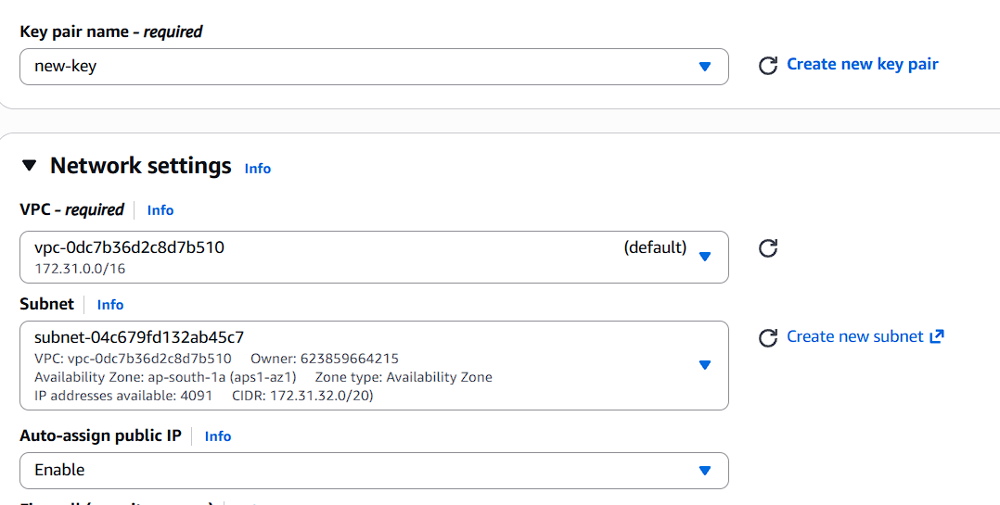 Key pair name - required
new-key
Create new key pair
Network settings Info
VPC - required Info
vpc-0dc7b36d2c8d7b510 (default)
172.31.0.0/16
Subnet Info
subnet-04c679fd132ab45c7
VPC: vpc-0dc7b36d2c8d7b510 Owner: 623859664215
Availability Zone: ap-south-1a (aps1-az1) Zone type: Availability Zone
IP addresses available: 4091 CIDR: 172.31.32.0/20)
Create new subnet
Auto-assign public IP Info
Enable